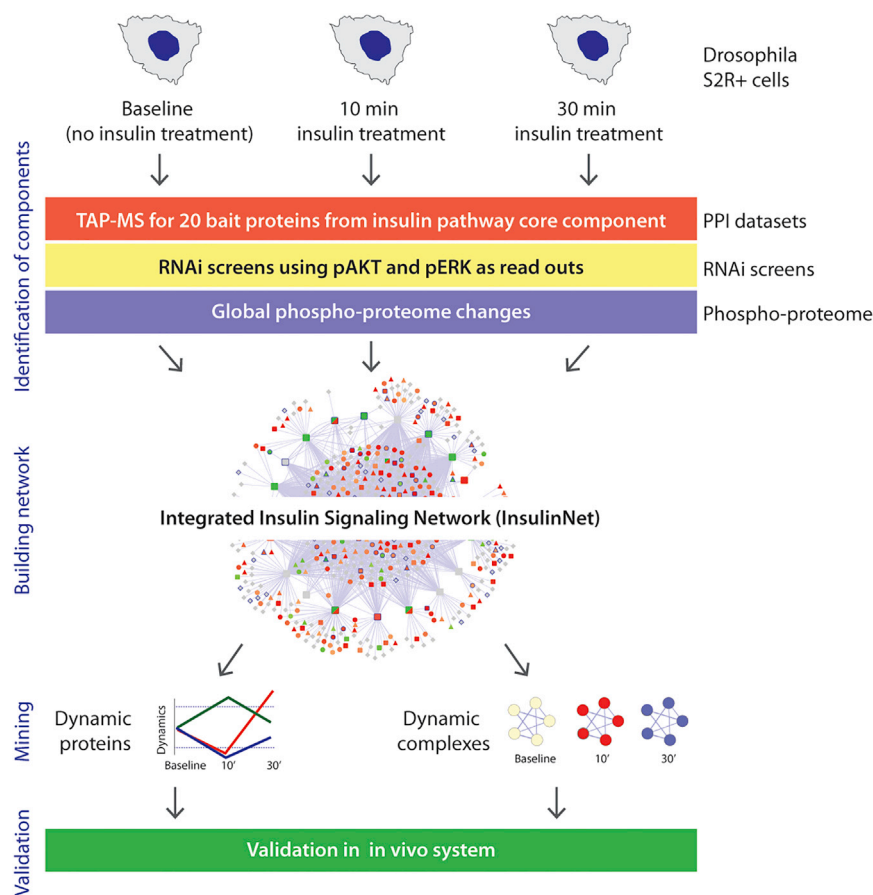 Drosophila
S2R+ cells
Baseline
(no insulin treatment)
10 min
insulin treatment
30 min
insulin treatment
Identification of components
TAP-MS for 20 bait proteins from insulin pathway core component
PPI datasets
RNAi screens using pAKT and pERK as read outs
RNAi screens
Global phospho-proteome changes
Phospho-proteome
Building network
Integrated Insulin Signaling Network (InsulinNet)
Mining
Dynamic
proteins
Dynamics
Baseline 10' 30'
Dynamic
complexes
Baseline 10' 30'
Validation
Validation in in vivo system